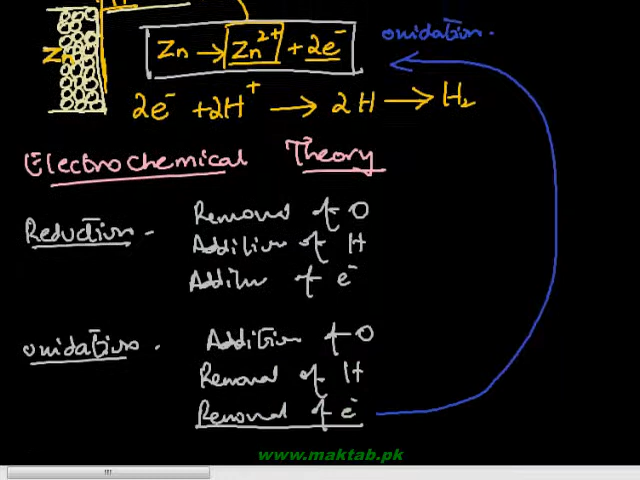 Zn
Zn → Zn²⁺ + 2e⁻ oxidation.
2e⁻ + 2H⁺ → 2H → H₂
Electrochemical Theory
Reduction - Removal of O
Addition of H
Addition of e⁻
oxidation - Addition of O
Removal of H
Removal of e⁻
www.maktab.pk